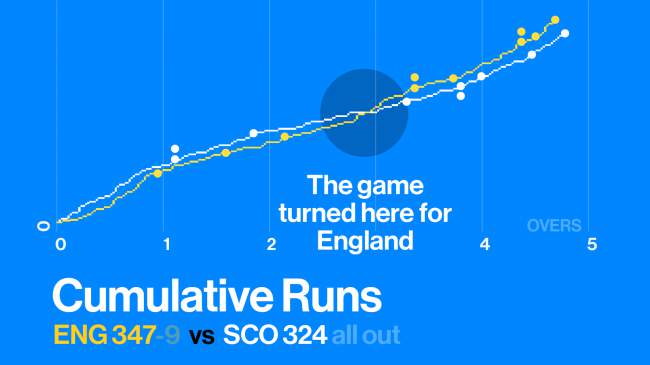 The game
turned here for
England
OVERS
0
0 1 2 4 5
Cumulative Runs
ENG 347-9 vs SCO 324 all out